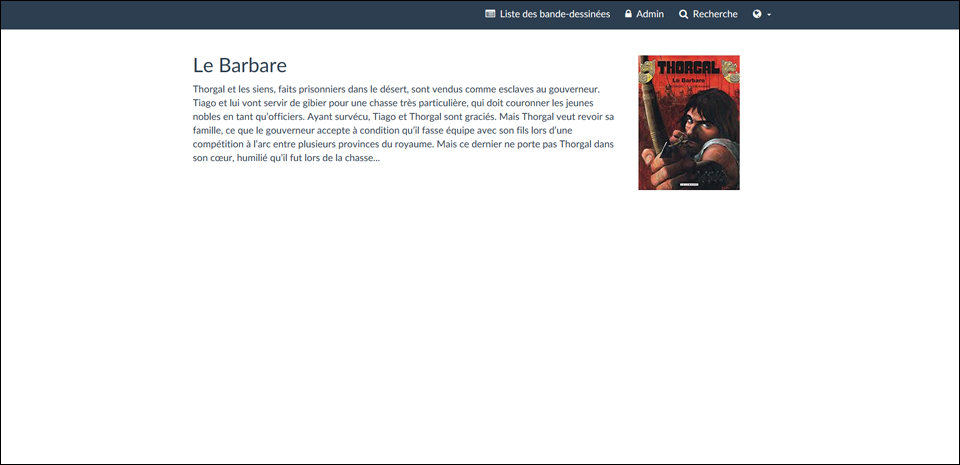 Liste des bande-dessinées Admin Recherche
Le Barbare
Thorgal et les siens, faits prisonniers dans le désert, sont vendus comme esclaves au gouverneur.
Tiago et lui vont servir de gibier pour une chasse très particulière, qui doit couronner les jeunes
nobles en tant qu’officiers. Ayant survécu, Tiago et Thorgal sont graciés. Mais Thorgal veut revoir sa
famille, ce que le gouverneur accepte à condition qu’il fasse équipe avec son fils lors d’une
compétition à l’arc entre plusieurs provinces du royaume. Mais ce dernier ne porte pas Thorgal dans
son cœur, humilié qu’il fut lors de la chasse...
THORGAL
Le Barbare